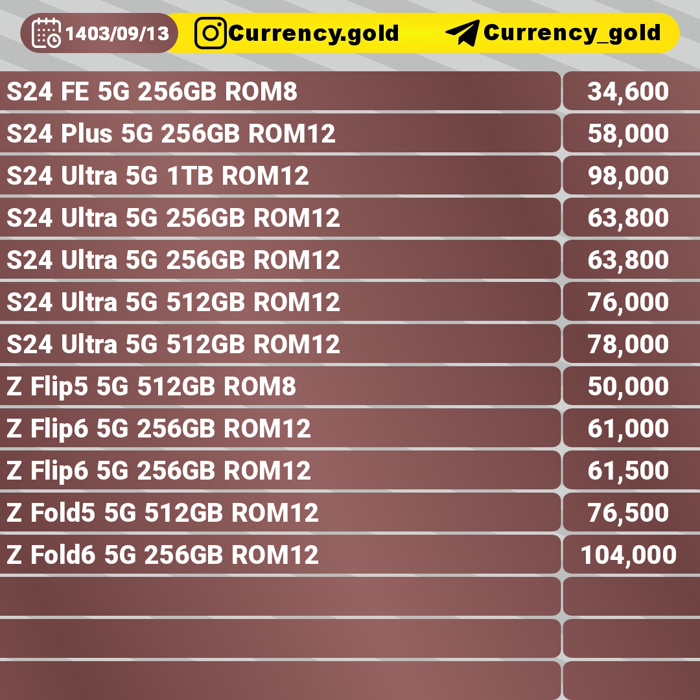 1403/09/13 Currency.gold Currency_gold
S24 FE 5G 256GB ROM8 34,600
S24 Plus 5G 256GB ROM12 58,000
S24 Ultra 5G 1TB ROM12 98,000
S24 Ultra 5G 256GB ROM12 63,800
S24 Ultra 5G 256GB ROM12 63,800
S24 Ultra 5G 512GB ROM12 76,000
S24 Ultra 5G 512GB ROM12 78,000
Z Flip5 5G 512GB ROM8 50,000
Z Flip6 5G 256GB ROM12 61,000
Z Flip6 5G 256GB ROM12 61,500
Z Fold5 5G 512GB ROM12 76,500
Z Fold6 5G 256GB ROM12 104,000